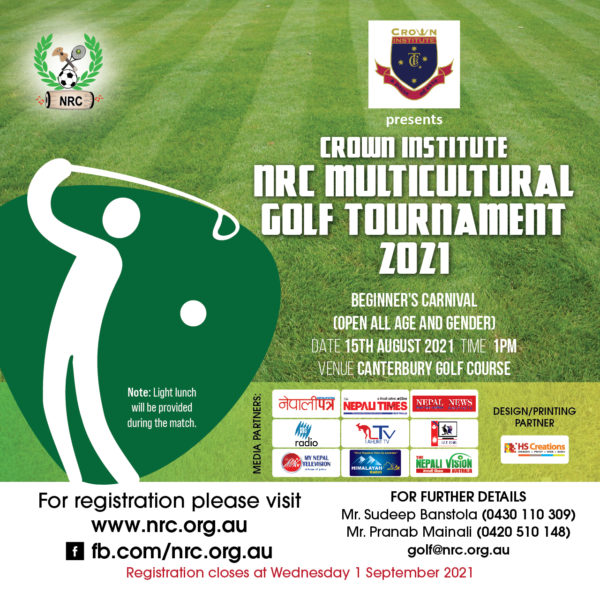 NRC
CROWN
INSTITUTE
presents
CROWN INSTITUTE
NRC MULTICULTURAL
GOLF TOURNAMENT
2021
BEGINNER'S CARNIVAL
(OPEN ALL AGE AND GENDER)
DATE 15TH AUGUST 2021 TIME 1PM
VENUE CANTERBURY GOLF COURSE
Note: Light lunch
will be provided
during the match.
MEDIA PARTNERS:
नेपालीपत्र
THE
NEPALI TIMES
NEPAL NEWS
SBS
radio
TV
MY NEPAL
TELEVISION
HIMALAYAN
THE
NEPALI VISION
AUSTRALIA
DESIGN/PRINTING
PARTNER
HS Creations
For registration please visit
www.nrc.org.au
fb.com/nrc.org.au
FOR FURTHER DETAILS
Mr. Sudeep Banstola (0430 110 309)
Mr. Pranab Mainali (0420 510 148)
golf@nrc.org.au
Registration closes at Wednesday 1 September 2021